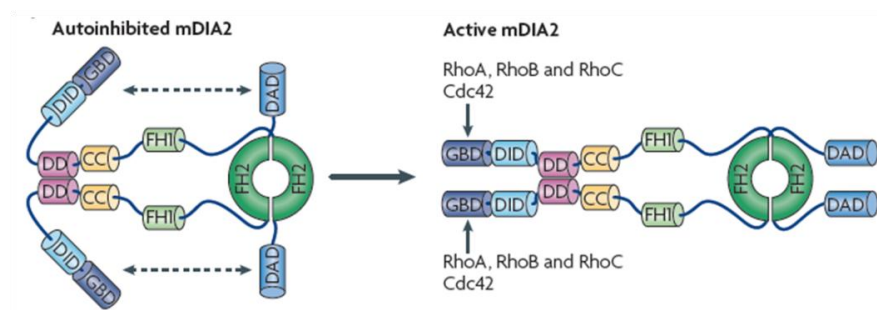 Autoinhibited mDIA2
GBD
DID
DAD
FH1
DD
CC
FH2
FH2
DD
CC
FH1
DID
GBD
DAD
Active mDIA2
RhoA, RhoB and RhoC
Cdc42
FH1
GBD
DID
DD
CC
DAD
FH2
FH2
GBD
DID
DD
CC
DAD
FH1
RhoA, RhoB and RhoC
Cdc42